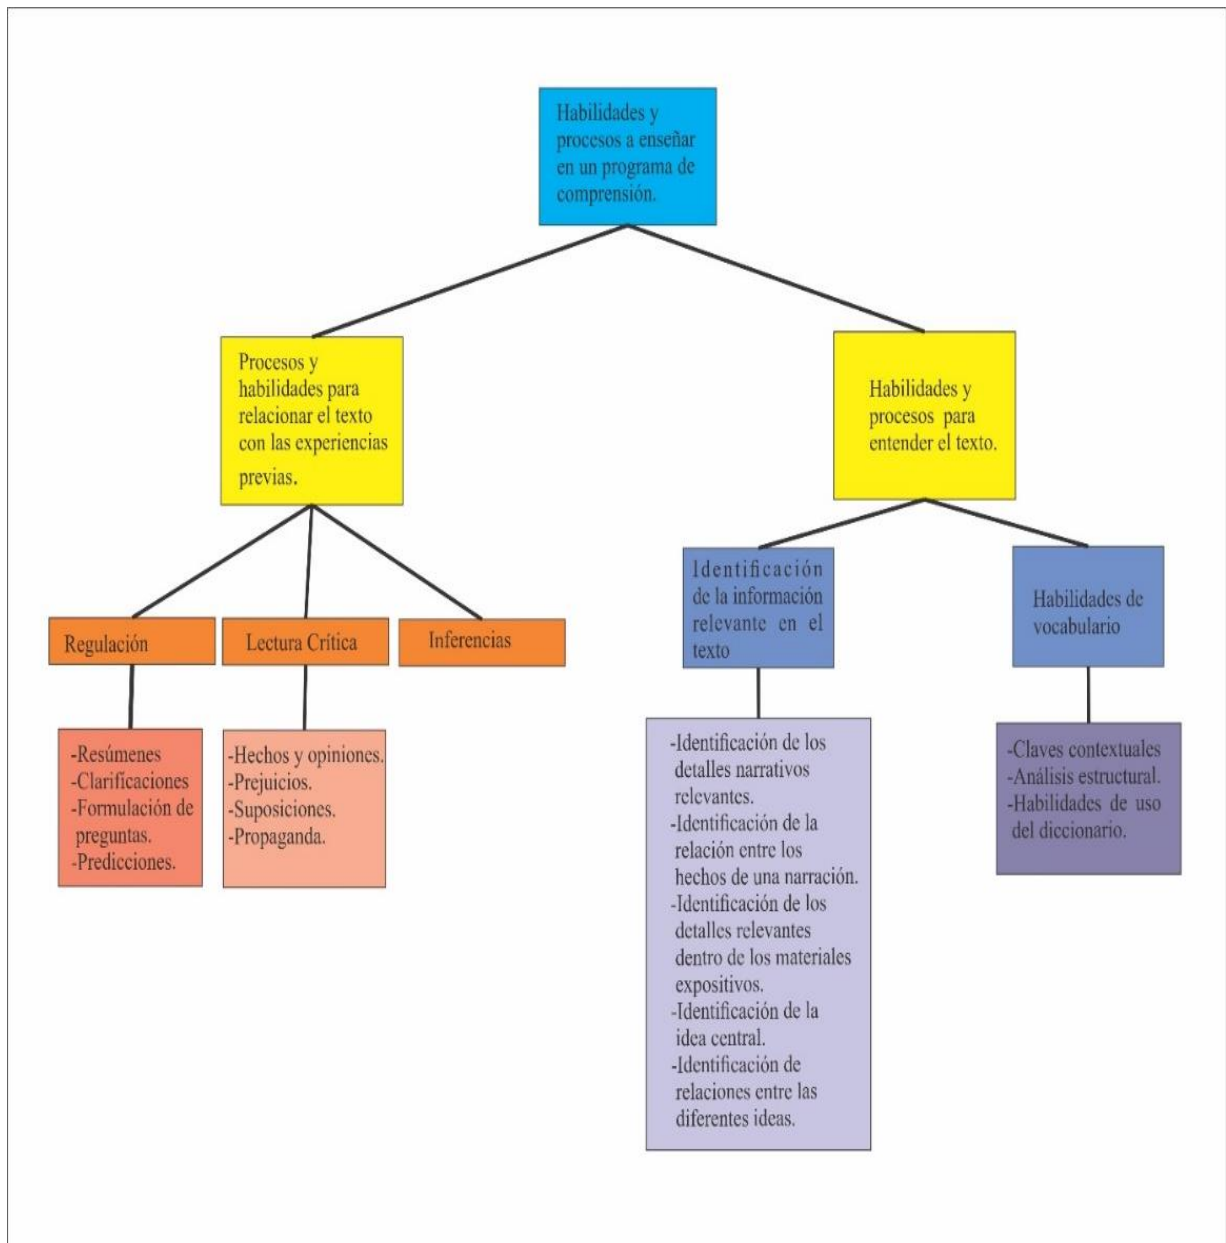 Habilidades y
procesos a enseñar
en un programa de
comprensión.
Procesos y
habilidades para
relacionar el texto
con las experiencias
previas.
Habilidades y
procesos para
entender el texto.
Regulación
Lectura Crítica
Inferencias
Identificación
de la información
relevante en el
texto
Habilidades de
vocabulario
-Resúmenes
-Clarificaciones
-Formulación de
preguntas.
-Predicciones.
-Hechos y opiniones.
-Prejuicios.
-Suposiciones.
-Propaganda.
-Identificación de los
detalles narrativos
relevantes.
-Identificación de la
relación entre los
hechos de una narración.
-Identificación de los
detalles relevantes
dentro de los materiales
expositivos.
-Identificación de la
idea central.
-Identificación de
relaciones entre las
diferentes ideas.
-Claves contextuales
-Análisis estructural.
-Habilidades de uso
del diccionario.